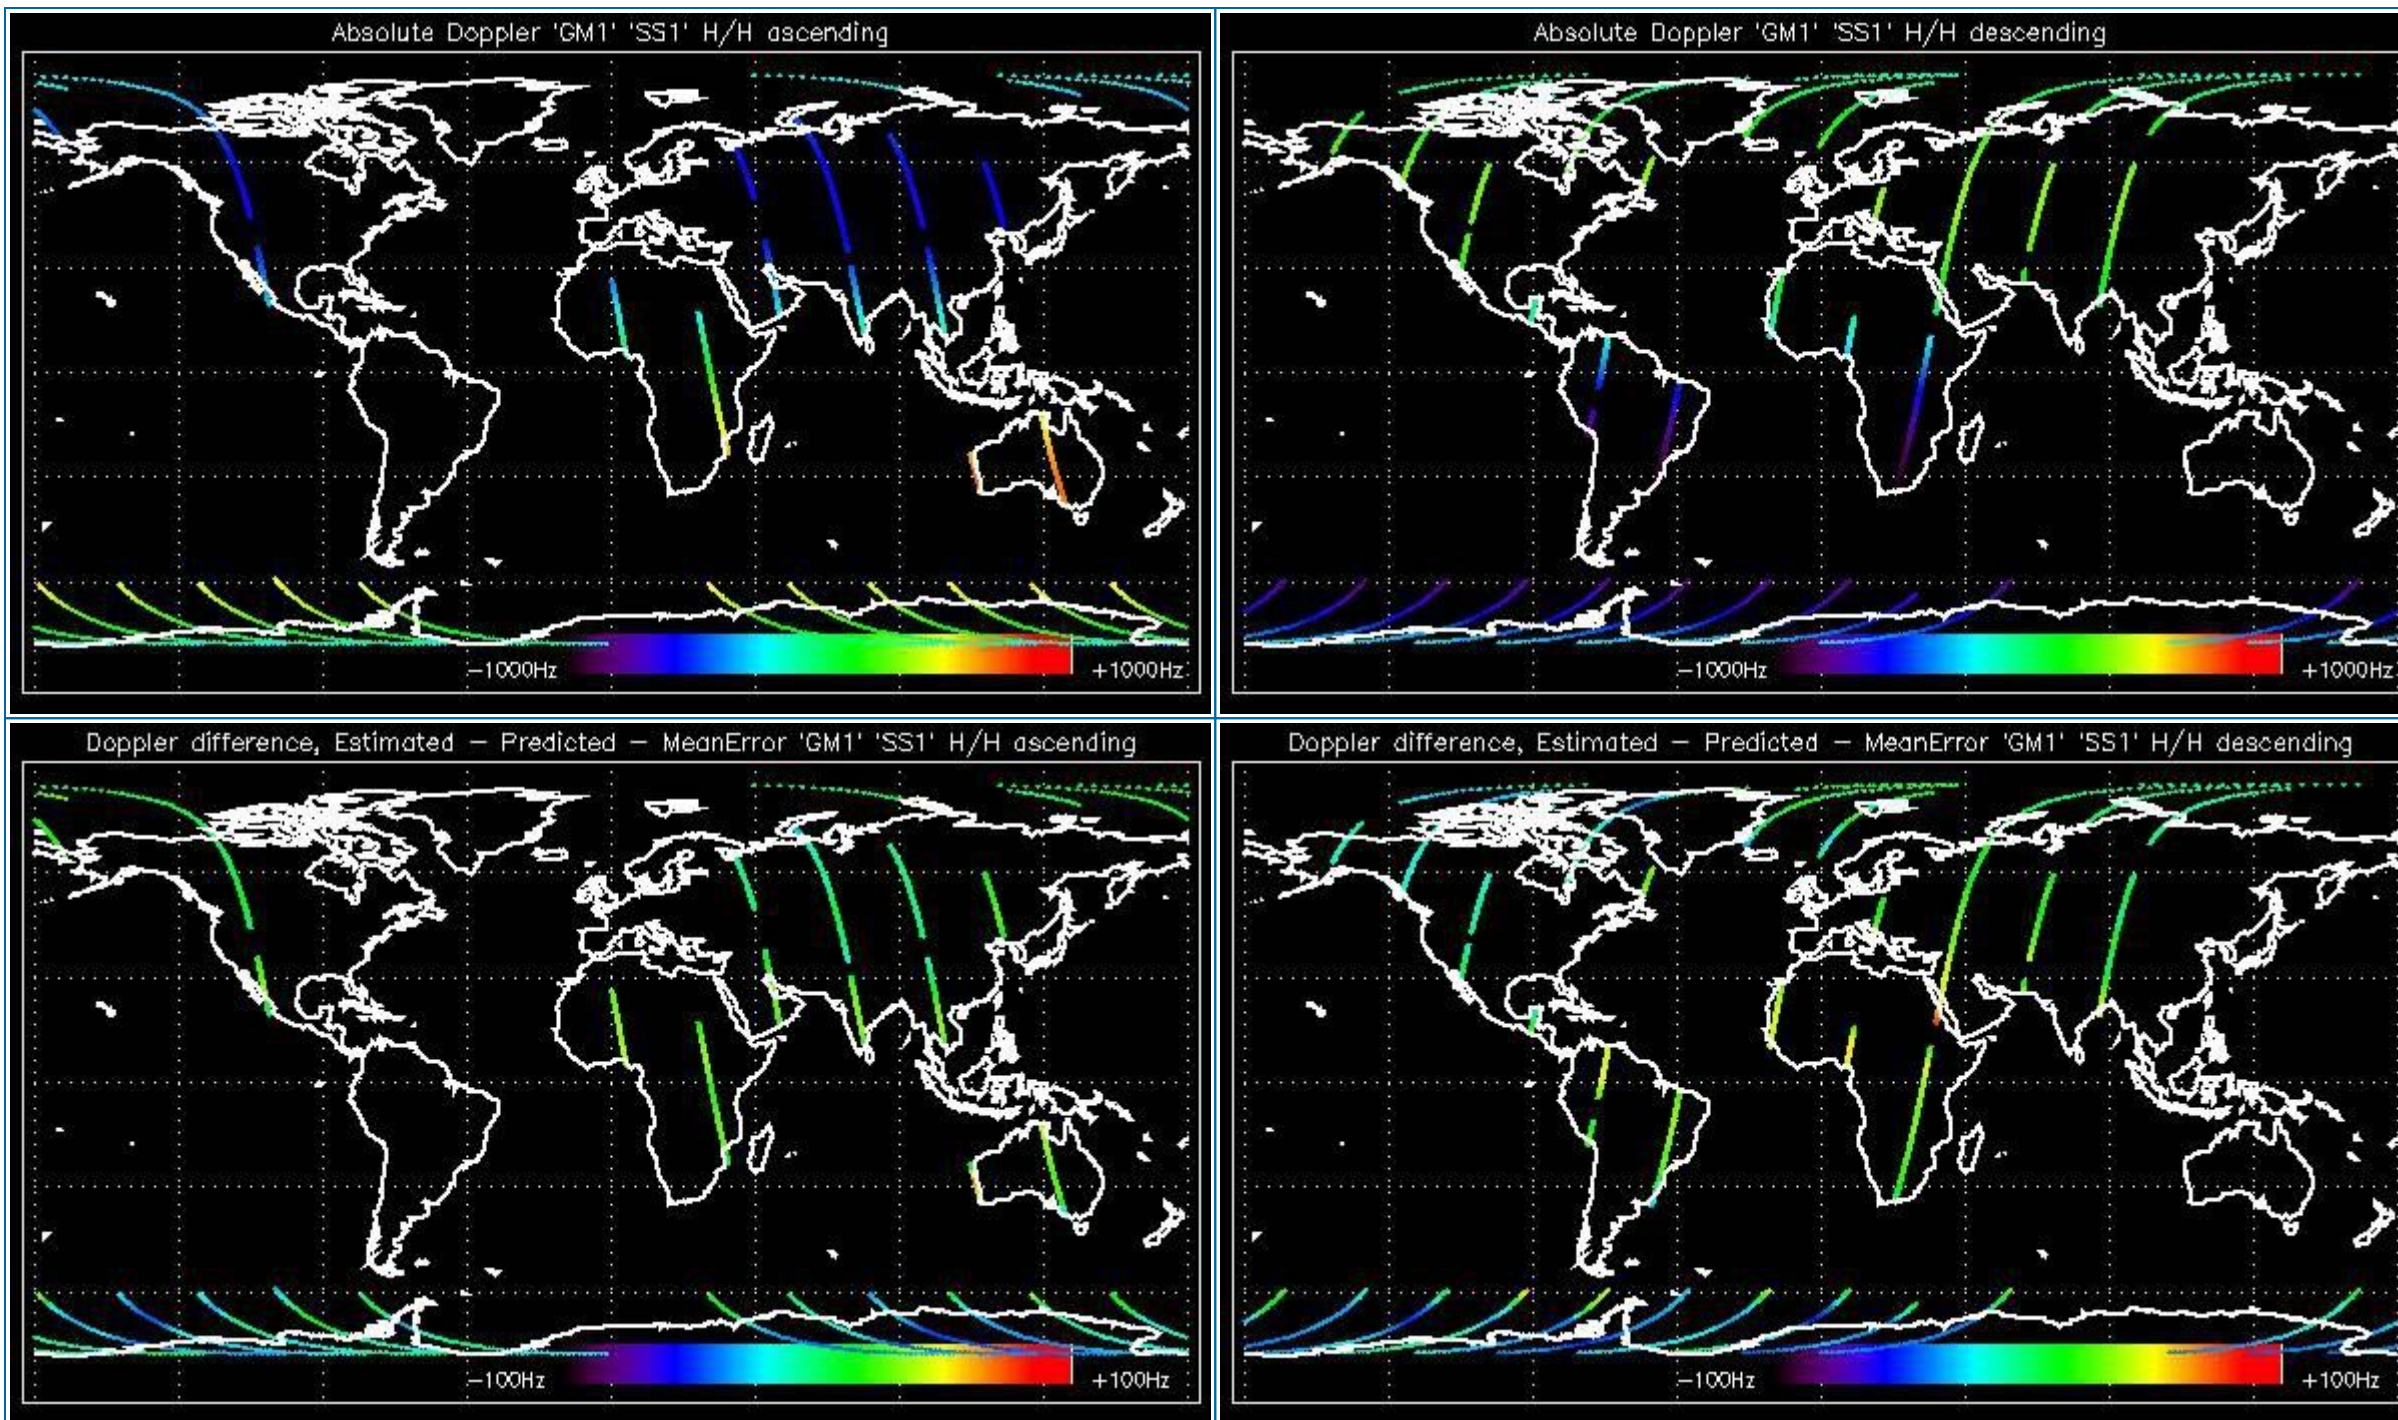 Absolute Doppler 'GM1' 'SS1' H/H ascending
-1000Hz
+1000Hz
Absolute Doppler 'GM1' 'SS1' H/H descending
-1000Hz
+1000Hz
Doppler difference, Estimated - Predicted - MeanError 'GM1' 'SS1' H/H ascending
-100Hz
+100Hz
Doppler difference, Estimated - Predicted - MeanError 'GM1' 'SS1' H/H descending
-100Hz
+100Hz